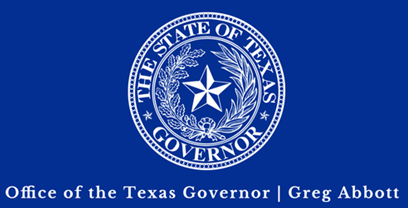 THE STATE OF TEXAS
GOVERNOR
Office of the Texas Governor | Greg Abbott